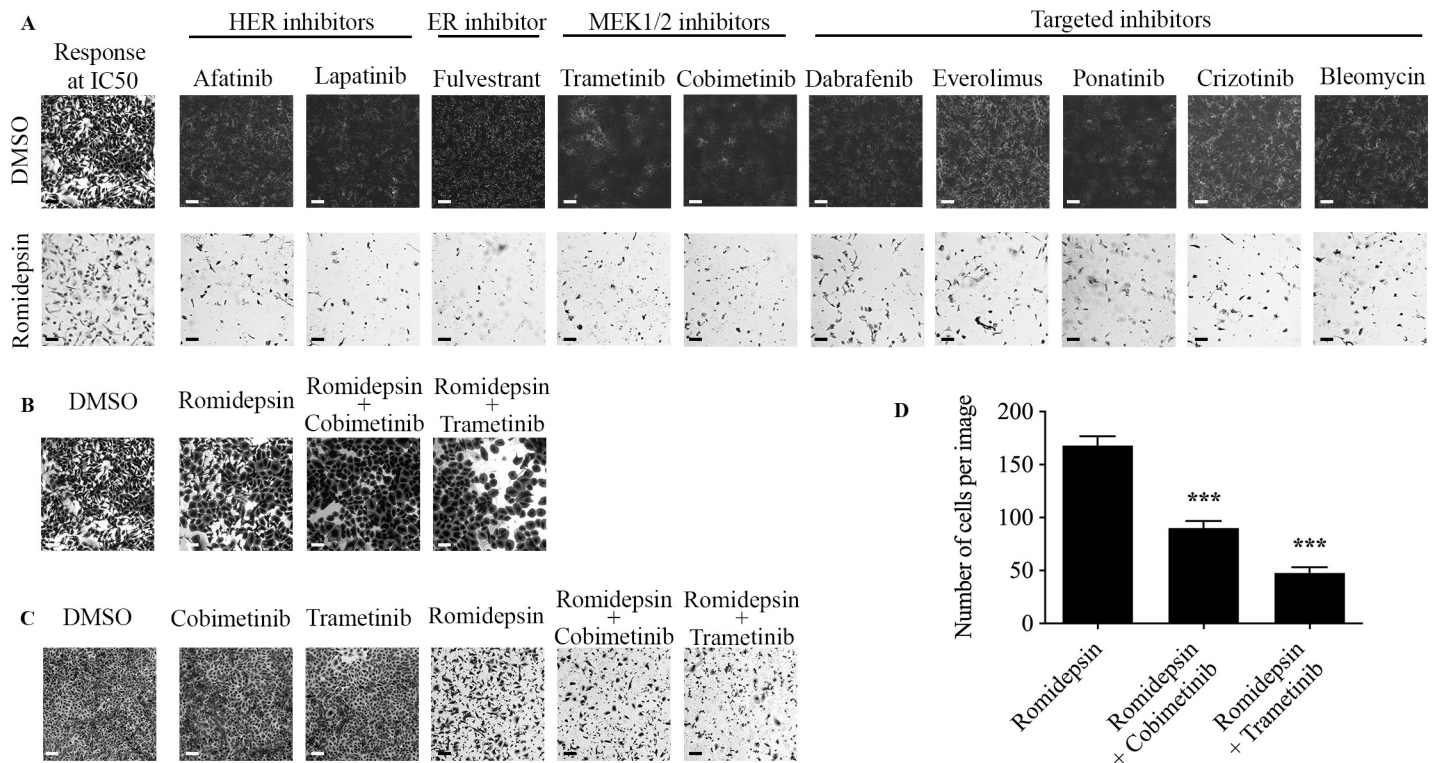 A
HER inhibitors
ER inhibitor
MEK1/2 inhibitors
Targeted inhibitors
Response
at IC50
Afatinib
Lapatinib
Fulvestrant
Trametinib
Cobimetinib
Dabrafenib
Everolimus
Ponatinib
Crizotinib
Bleomycin
DMSO
Romidepsin
B
DMSO
Romidepsin
Romidepsin
+
Cobimetinib
Romidepsin
+
Trametinib
C
DMSO
Cobimetinib
Trametinib
Romidepsin
Romidepsin
+
Cobimetinib
Romidepsin
+
Trametinib
D
Number of cells per image
200
150
100
50
0
***
***
Romidepsin
Romidepsin
+ Cobimetinib
Romidepsin
+ Trametinib